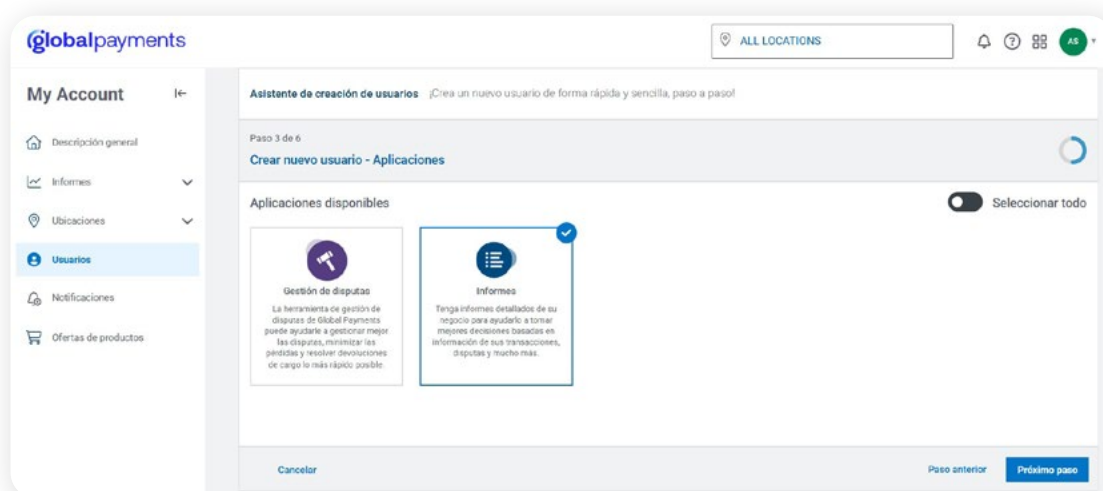 globalpayments
ALL LOCATIONS
AS
My Account
Descripción general
Informes
Ubicaciones
Usuarios
Notificaciones
Ofertas de productos
Asistente de creación de usuarios ¡Crea un nuevo usuario de forma rápida y sencilla, paso a paso!
Paso 3 de 6
Crear nuevo usuario - Aplicaciones
Aplicaciones disponibles
Seleccionar todo
Gestión de disputas
La herramienta de gestión de
disputas de Global Payments
puede ayudarle a gestionar mejor
las disputas, minimizar las
pérdidas y resolver devoluciones
de cargo lo más rápido posible.
Informes
Tenga informes detallados de su
negocio para ayudarlo a tomar
mejores decisiones basadas en
información de sus transacciones,
disputas y mucho más.
Cancelar
Paso anterior
Próximo paso